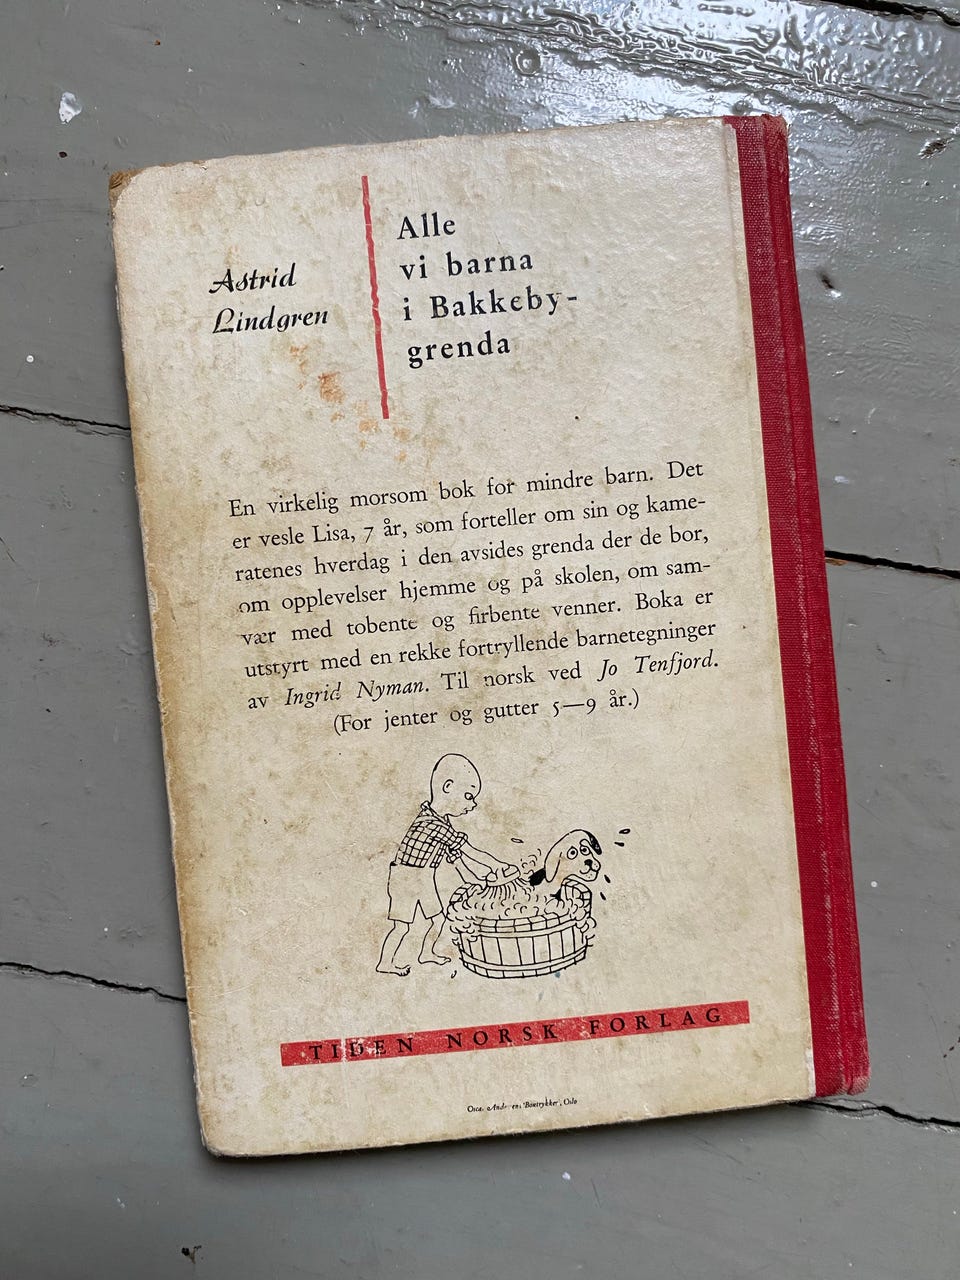 Astrid
Lindgren
Alle
vi barna
i Bakkeby-
grenda
En virkelig morsom bok for mindre barn. Det
er vesle Lisa, 7 år, som forteller om sin og kame-
ratenes hverdag i den avsides grenda der de bor,
om opplevelser hjemme og på skolen, om sam-
vær med tobente og firbente venner. Boka er
utstyrt med en rekke fortryllende barnetegninger
av Ingrid Nyman. Til norsk ved Jo Tenfjord.
(For jenter og gutter 5—9 år.)
TIDEN NORSK FORLAG
Oslo